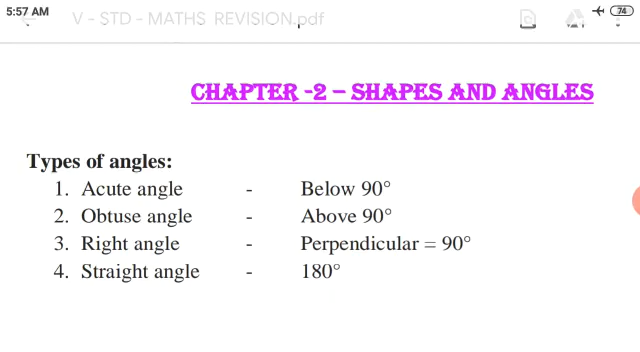 5:57 AM
V - STD - MATHS REVISION.pdf
74
CHAPTER -2 – SHAPES AND ANGLES
Types of angles:
1. Acute angle - Below 90°
2. Obtuse angle - Above 90°
3. Right angle - Perpendicular = 90°
4. Straight angle - 180°